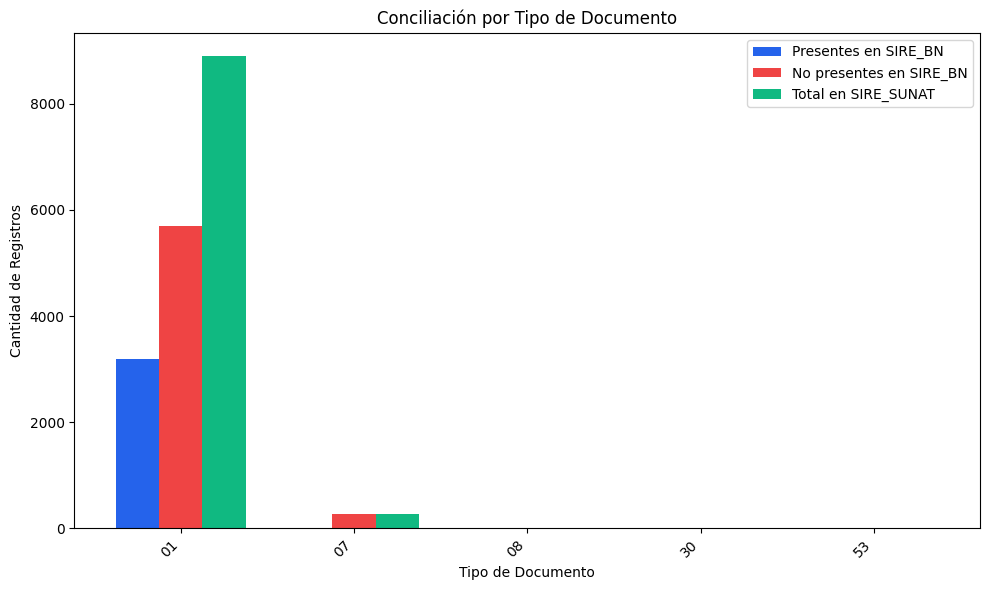 Conciliación por Tipo de Documento
Presentes en SIRE_BN
No presentes en SIRE_BN
Total en SIRE_SUNAT
Cantidad de Registros
8000
6000
4000
2000
0
01
07
08
30
53
Tipo de Documento